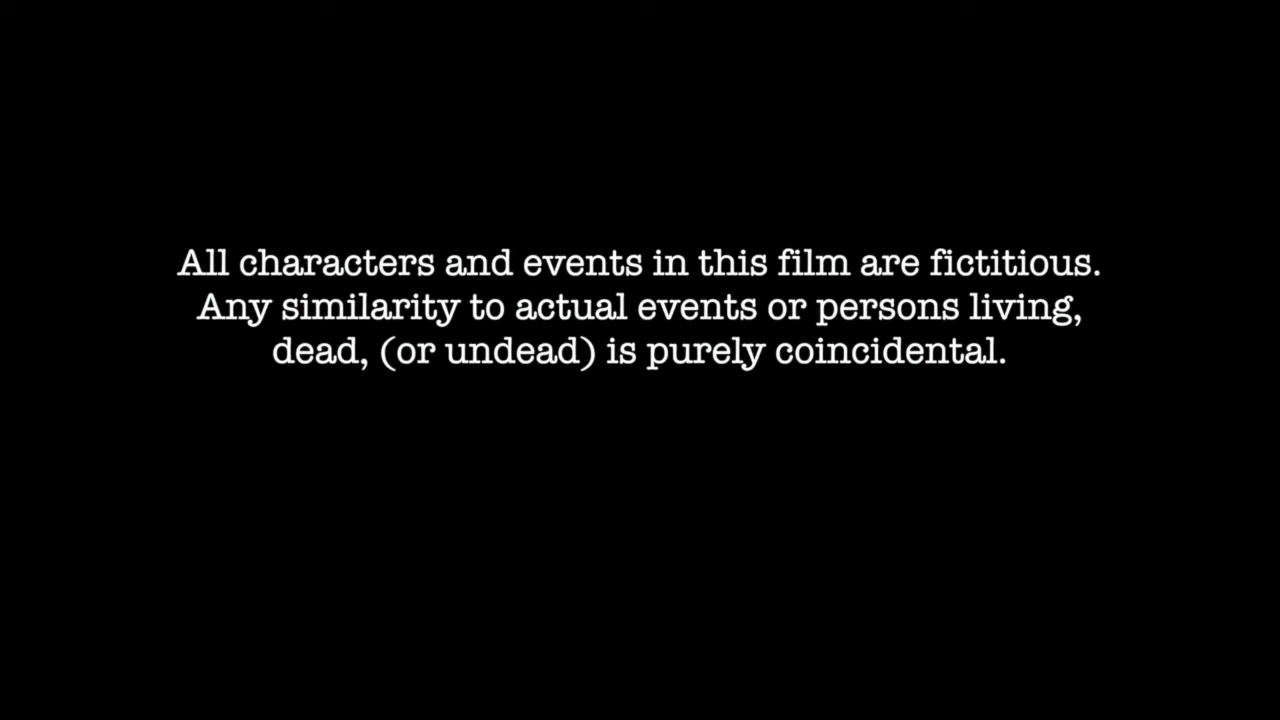 All characters and events in this film are fictitious.
Any similarity to actual events or persons living,
dead, (or undead) is purely coincidental.